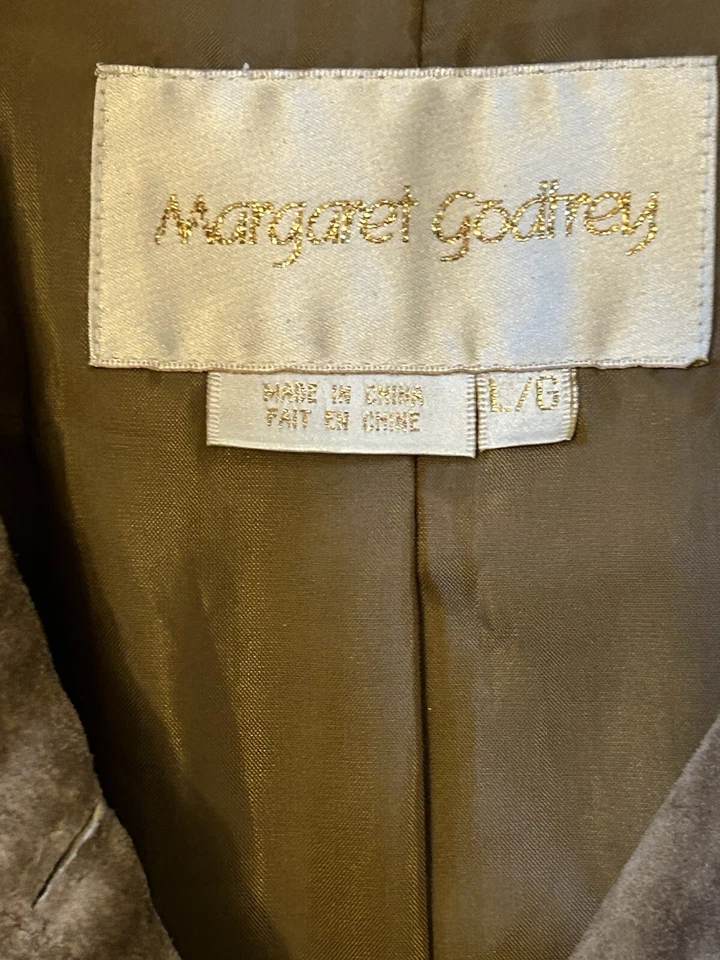 Margaret Godfrey
MADE IN CHINA
FAIT EN CHINE
L/G